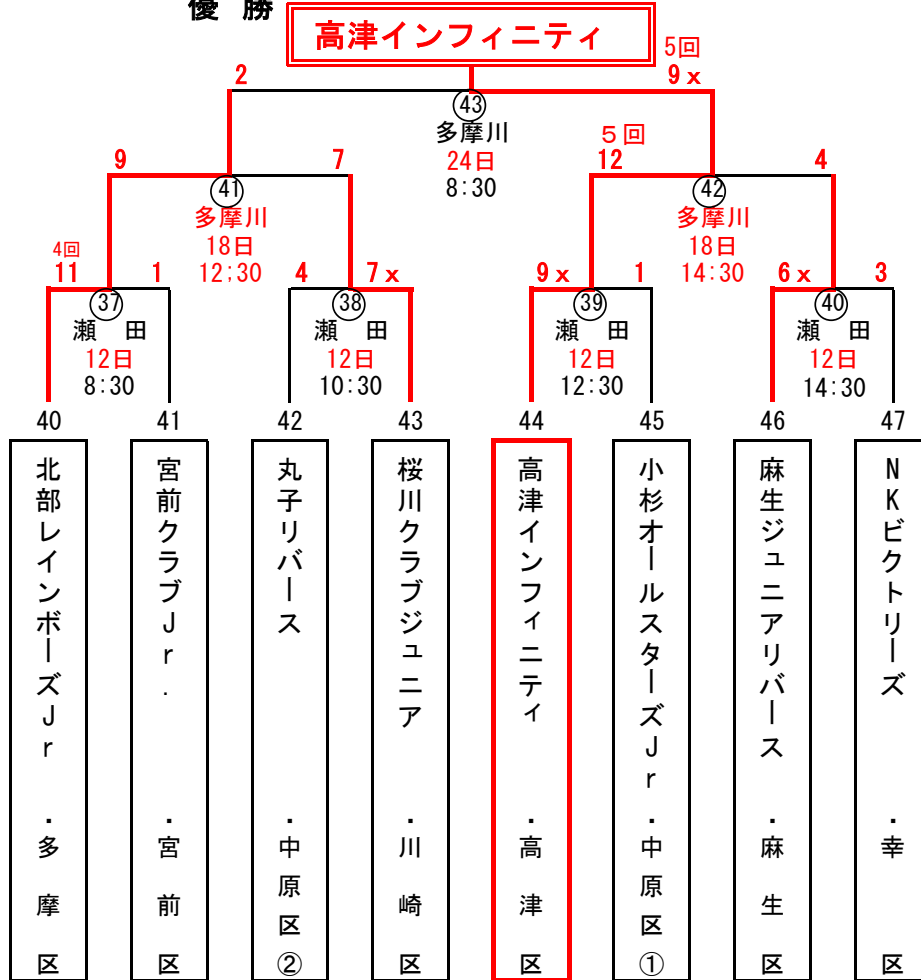 優勝
高津インフィニティ
5回
2
9x
㊸
多摩川
24日
8:30
5回
9
7
12
4
㊶
多摩川
18日
12;30
㊷
多摩川
18日
14:30
4回
11
1
4
7x
9x
1
6x
3
㊲
瀬田
12日
8:30
㊳
瀬田
12日
10:30
㊴
瀬田
12日
12:30
㊵
瀬田
12日
14:30
40
41
42
43
44
45
46
47
北部レインボーズJr・多摩区
宮前クラブJr.・宮前区
丸子リバース・中原区②
桜川クラブジュニア・川崎区
高津インフィニティ・高津区
小杉オールスターズJr・中原区①
麻生ジュニアリバース・麻生区
NKビクトリーズ・幸区